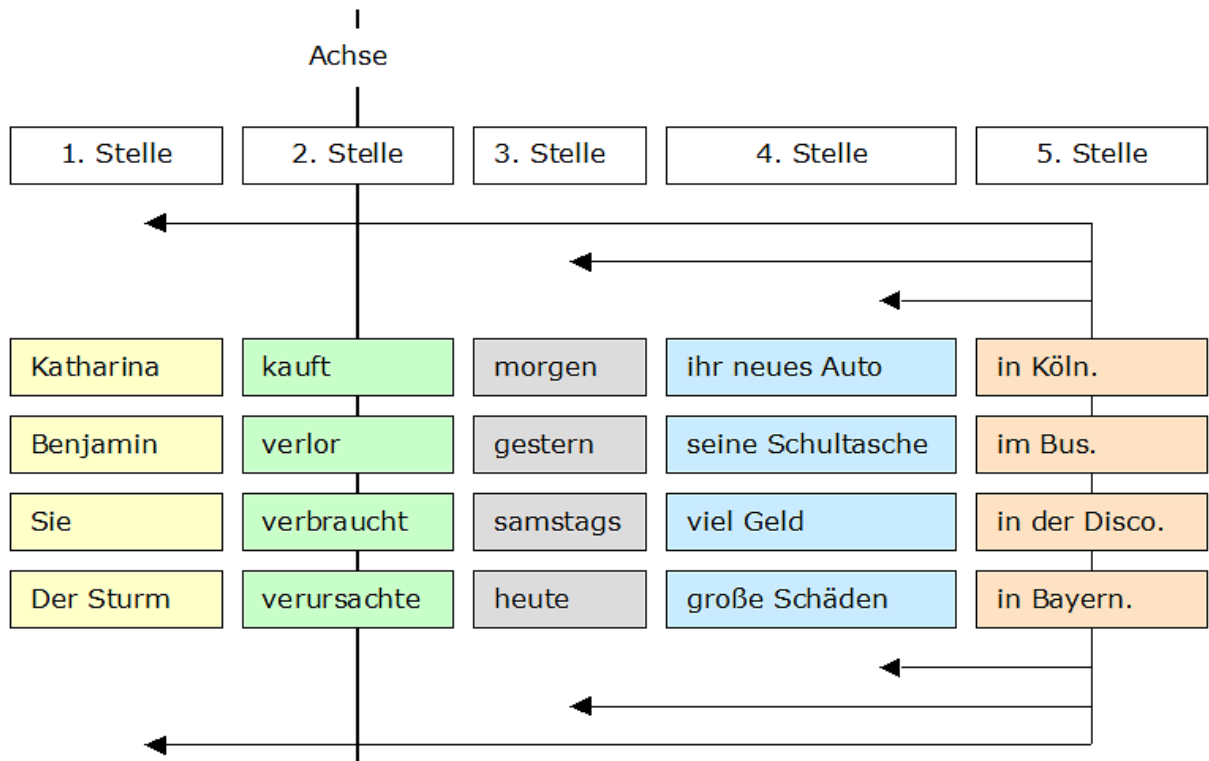 Achse
1. Stelle 2. Stelle 3. Stelle 4. Stelle 5. Stelle
Katharina kauft morgen ihr neues Auto in Köln.
Benjamin verlor gestern seine Schultasche im Bus.
Sie verbraucht samstags viel Geld in der Disco.
Der Sturm verursachte heute große Schäden in Bayern.